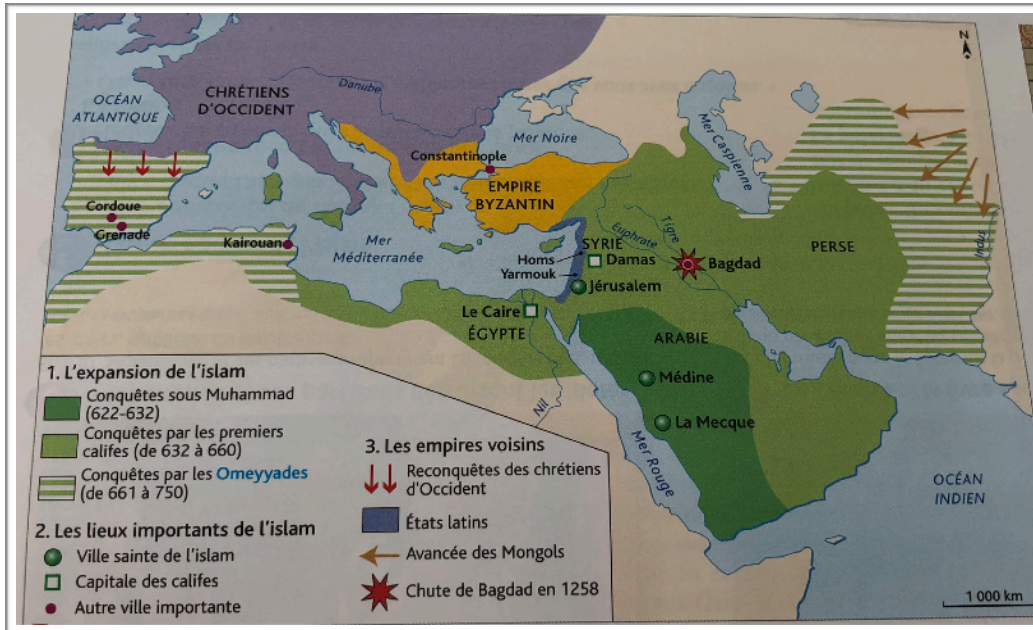 N
OCÉAN
ATLANTIQUE
CHRÉTIENS
D'OCCIDENT
Danube
Mer Noire
Mer Caspienne
Constantinople
EMPIRE
BYZANTIN
Cordoue
Grenade
Kairouan
Mer
Méditerranée
SYRIE
Homs
Yarmouk
Damas
Euphrate
Tigre
Bagdad
PERSE
Indus
Jérusalem
Le Caire
ÉGYPTE
ARABIE
Médine
La Mecque
Nil
Mer Rouge
OCÉAN
INDIEN
1 000 km
1. L'expansion de l'islam
Conquêtes sous Muhammad
(622-632)
Conquêtes par les premiers
califes (de 632 à 660)
Conquêtes par les Omeyyades
(de 661 à 750)
2. Les lieux importants de l'islam
Ville sainte de l'islam
Capitale des califes
Autre ville importante
3. Les empires voisins
Reconquêtes des chrétiens
d'Occident
États latins
Avancée des Mongols
Chute de Bagdad en 1258